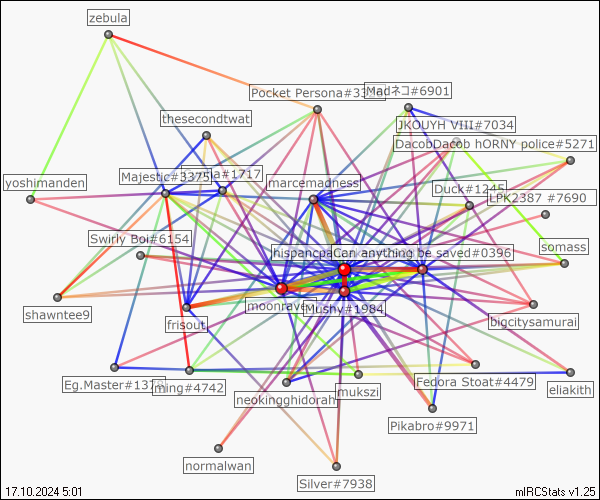 zebula
Pocket Persona#33
Madネコ#6901
thesecondtwat
JKOUYH VIII#7034
DacobDacob hORNY police#5271
yoshimanden
Majestic#3375
#1717
marcemadness
Duck#1245
LPK2387 #7690
Swirly Boi#6154
hispancpa
Can anything be saved#0396
somass
shawntee9
frisout
moonrave
Mushy#1984
bigcitysamurai
Eg.Master#13
ming#4742
neokingghidorah
mukszi
Fedora Stoat#4479
eliakith
Pikabro#9971
normalwan
Silver#7938
17.10.2024 5:01
mIRCStats v1.25